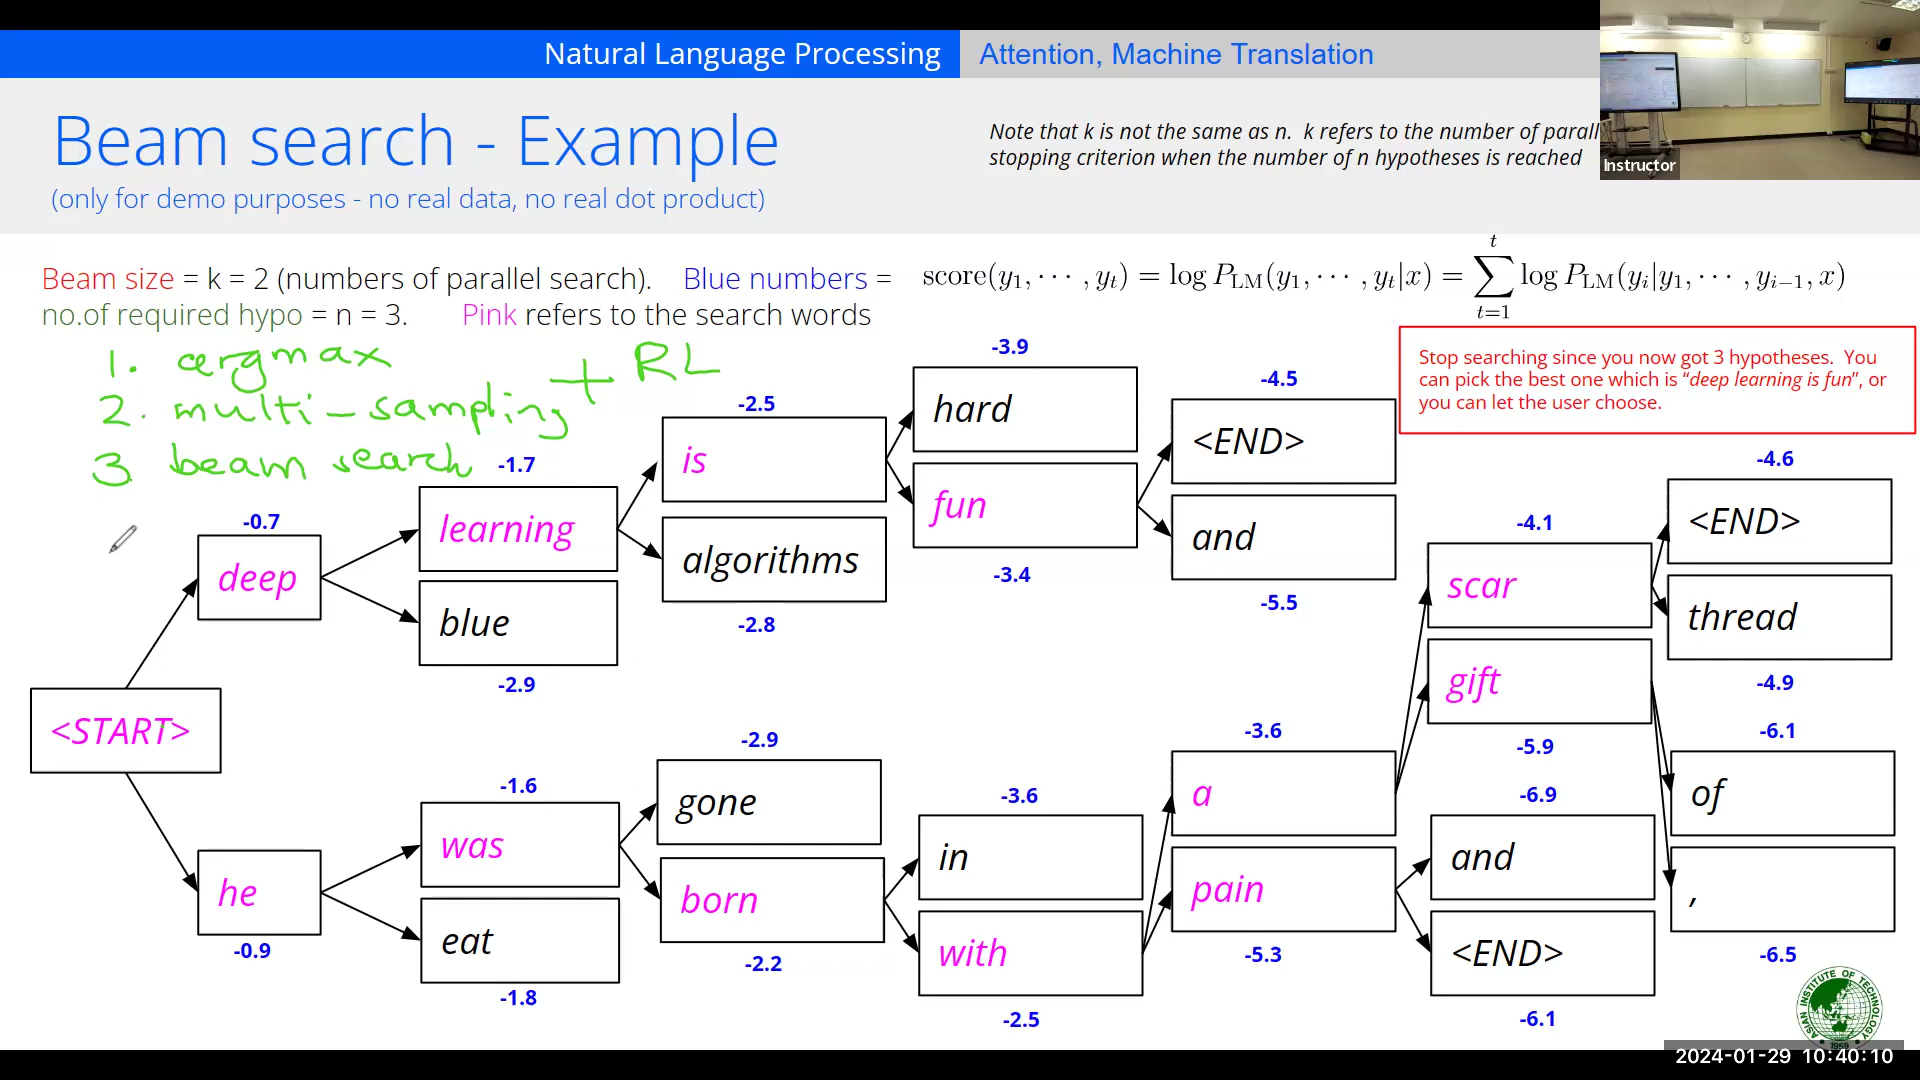 Natural Language Processing
Attention, Machine Translation
Beam search - Example
(only for demo purposes - no real data, no real dot product)
Note that k is not the same as n.  k refers to the number of parall
stopping criterion when the number of n hypotheses is reached
Instructor
Beam size = k = 2 (numbers of parallel search).    Blue numbers =
score(y₁, ⋯ , yₜ) = log P_LM(y₁, ⋯ , yₜ|x) = ∑_{t=1}^{t} log P_LM(yᵢ|y₁, ⋯ , yᵢ₋₁, x)
no.of required hypo = n = 3.       Pink refers to the search words
1. argmax
2. multi-sampling + RL
3 beam search
Stop searching since you now got 3 hypotheses.  You
can pick the best one which is “deep learning is fun”, or
you can let the user choose.
<START>
-0.7
deep
he
-0.9
-1.7
learning
blue
-2.9
-1.6
was
eat
-1.8
-2.5
is
algorithms
-2.8
-2.9
gone
born
-2.2
-3.9
hard
fun
-3.4
-3.6
in
with
-2.5
-4.5
<END>
and
-5.5
-3.6
a
pain
-5.3
-4.1
scar
gift
-5.9
-6.9
and
<END>
-6.1
-4.6
<END>
thread
-4.9
-6.1
of
,
-6.5
ASIAN INSTITUTE OF TECHNOLOGY
1959
2024-01-29 10:40:10